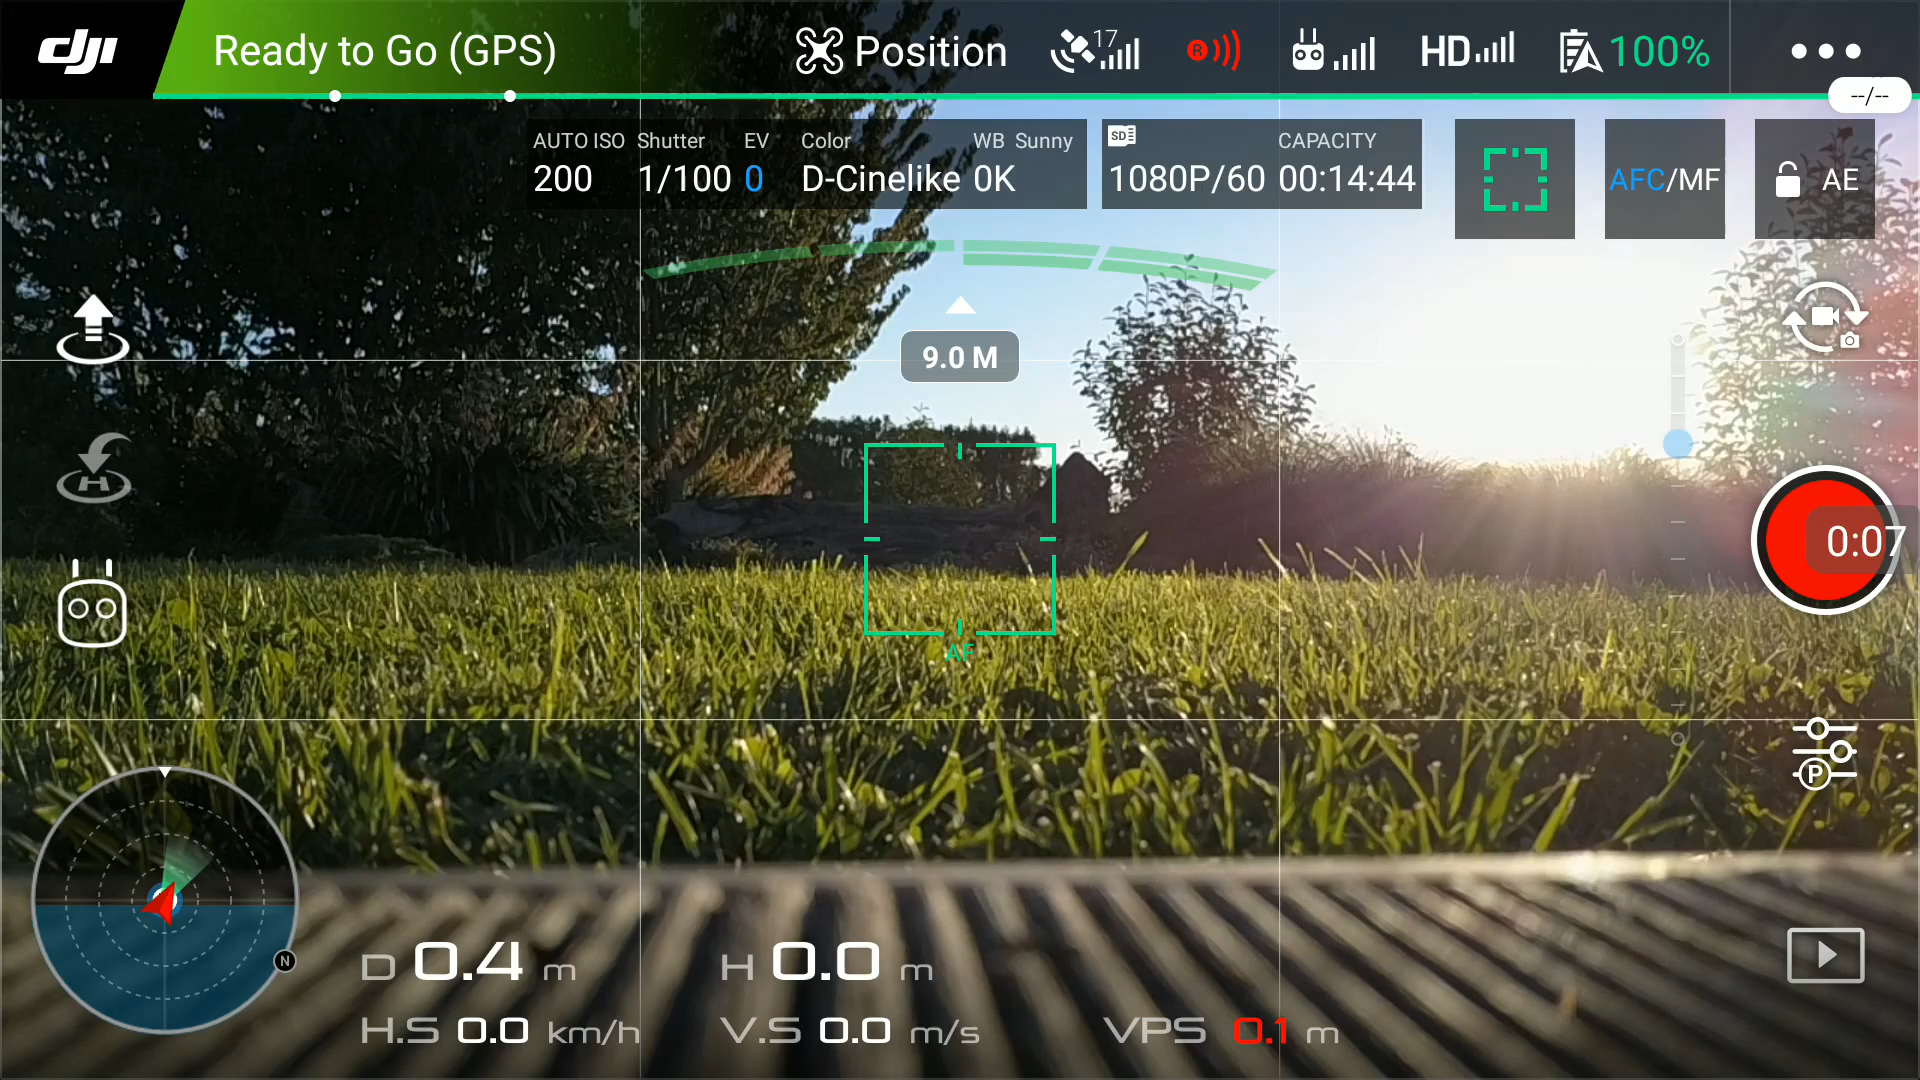 dji Ready to Go (GPS) Position 17 R HD 100%
--/--
AUTO ISO Shutter EV Color WB Sunny SD CAPACITY
200 1/100 0 D-Cinelike 0K 1080P/60 00:14:44 AFC/MF AE
9.0 M
H
0:07
AF
P
N
D 0.4 m H 0.0 m
H.S 0.0 km/h V.S 0.0 m/s VPS 0.1 m